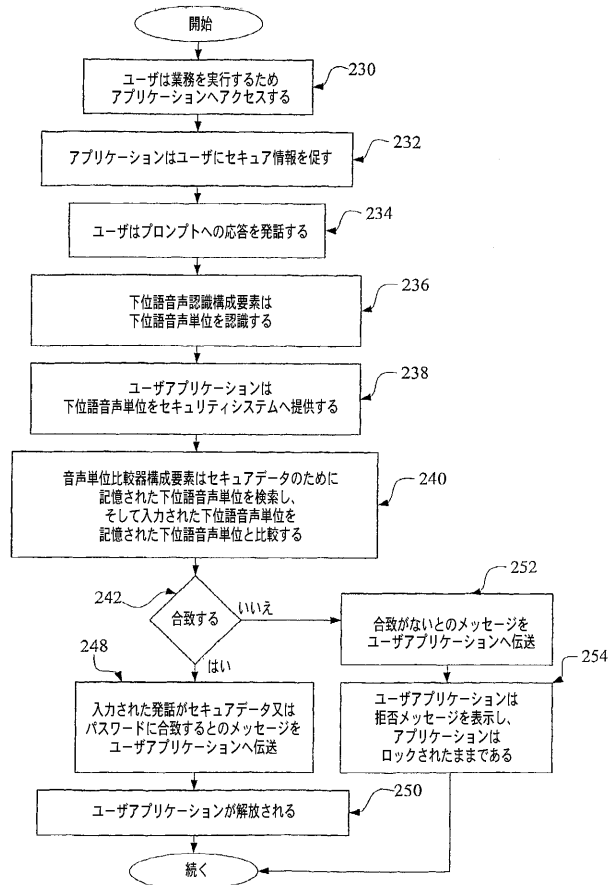 開始
ユーザは業務を実行するため
アプリケーションへアクセスする
230
アプリケーションはユーザにセキュア情報を促す
232
ユーザはプロンプトへの応答を発話する
234
下位語音声認識構成要素は
下位語音声単位を認識する
236
ユーザアプリケーションは
下位語音声単位をセキュリティシステムへ提供する
238
音声単位比較器構成要素はセキュアデータのために
記憶された下位語音声単位を検索し、
そして入力された下位語音声単位を
記憶された下位語音声単位と比較する
240
242
合致する
いいえ
はい
252
合致がないとのメッセージを
ユーザアプリケーションへ伝送
248
入力された発話がセキュアデータ又は
パスワードに合致するとのメッセージを
ユーザアプリケーションへ伝送
254
ユーザアプリケーションは
拒否メッセージを表示し、
アプリケーションは
ロックされたままである
ユーザアプリケーションが解放される
250
続く